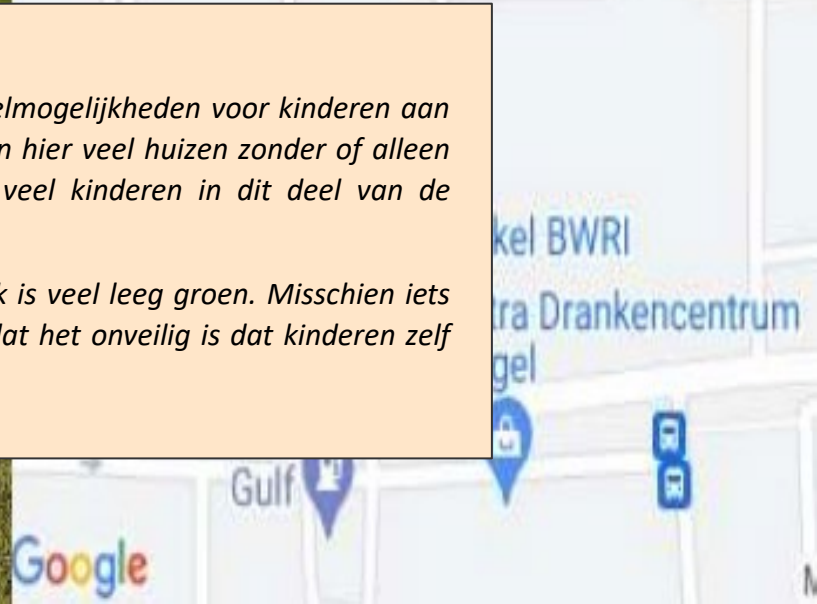 elmogelijkheden voor kinderen aan
n hier veel huizen zonder of alleen
veel kinderen in dit deel van de
k is veel leeg groen. Misschien iets
dat het onveilig is dat kinderen zelf
kel BWRI
tra Drankencentrum
gel
Gulf
Google